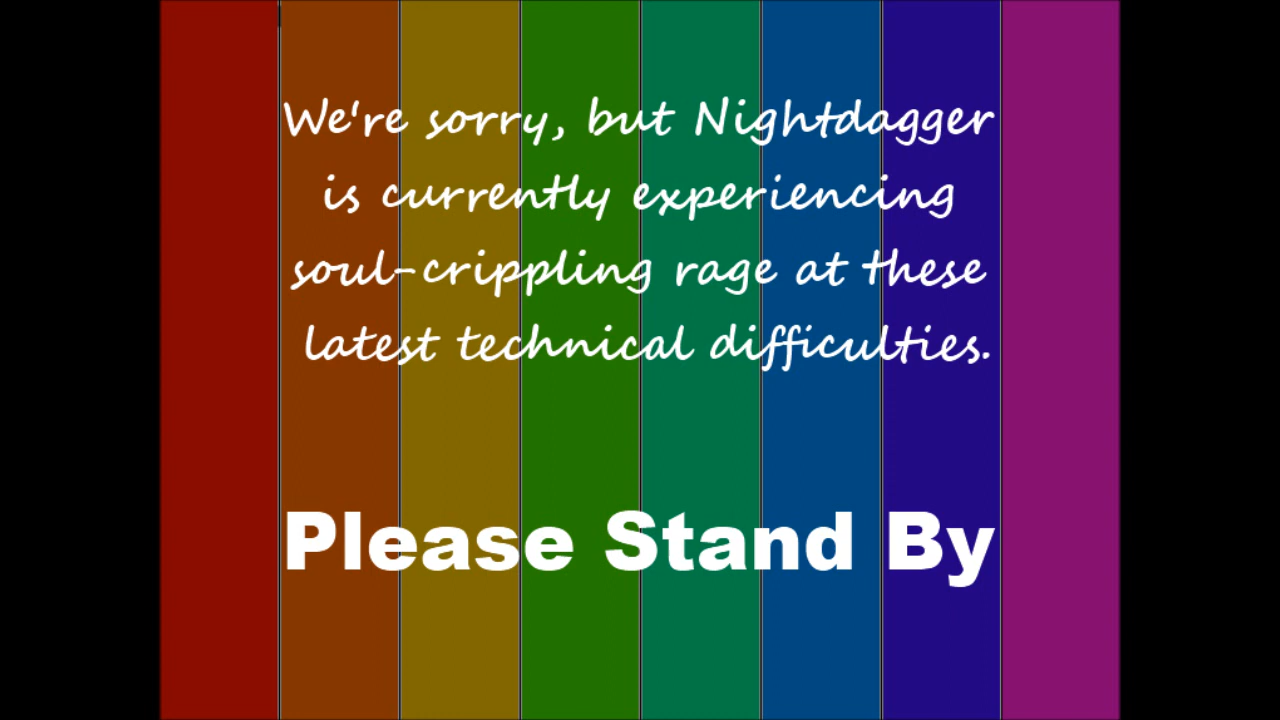 We're sorry, but Nightdagger
is currently experiencing
soul-crippling rage at these
latest technical difficulties.
Please Stand By